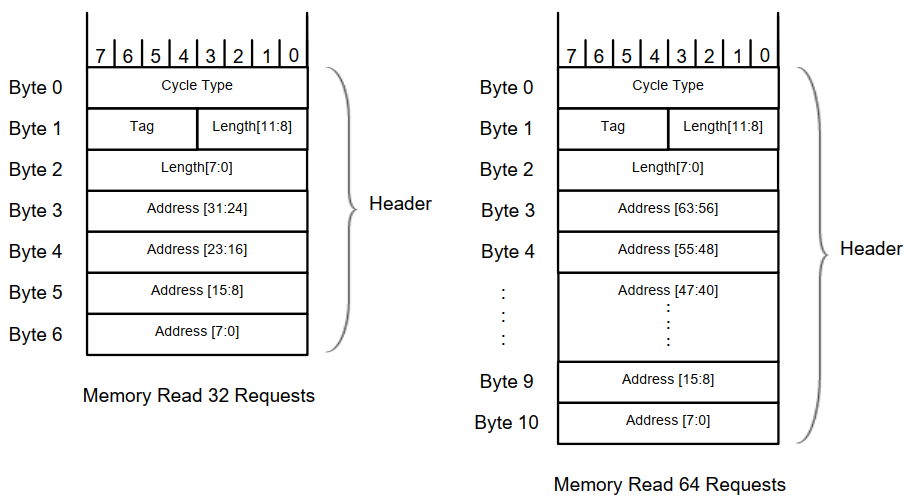 7 6 5 4 3 2 1 0
Byte 0 Cycle Type
Byte 1 Tag Length[11:8]
Byte 2 Length[7:0]
Byte 3 Address [31:24]
Byte 4 Address [23:16]
Byte 5 Address [15:8]
Byte 6 Address [7:0]
Header
Memory Read 32 Requests
7 6 5 4 3 2 1 0
Byte 0 Cycle Type
Byte 1 Tag Length[11:8]
Byte 2 Length[7:0]
Byte 3 Address [63:56]
Byte 4 Address [55:48]
Address [47:40]
Byte 9 Address [15:8]
Byte 10 Address [7:0]
Header
Memory Read 64 Requests